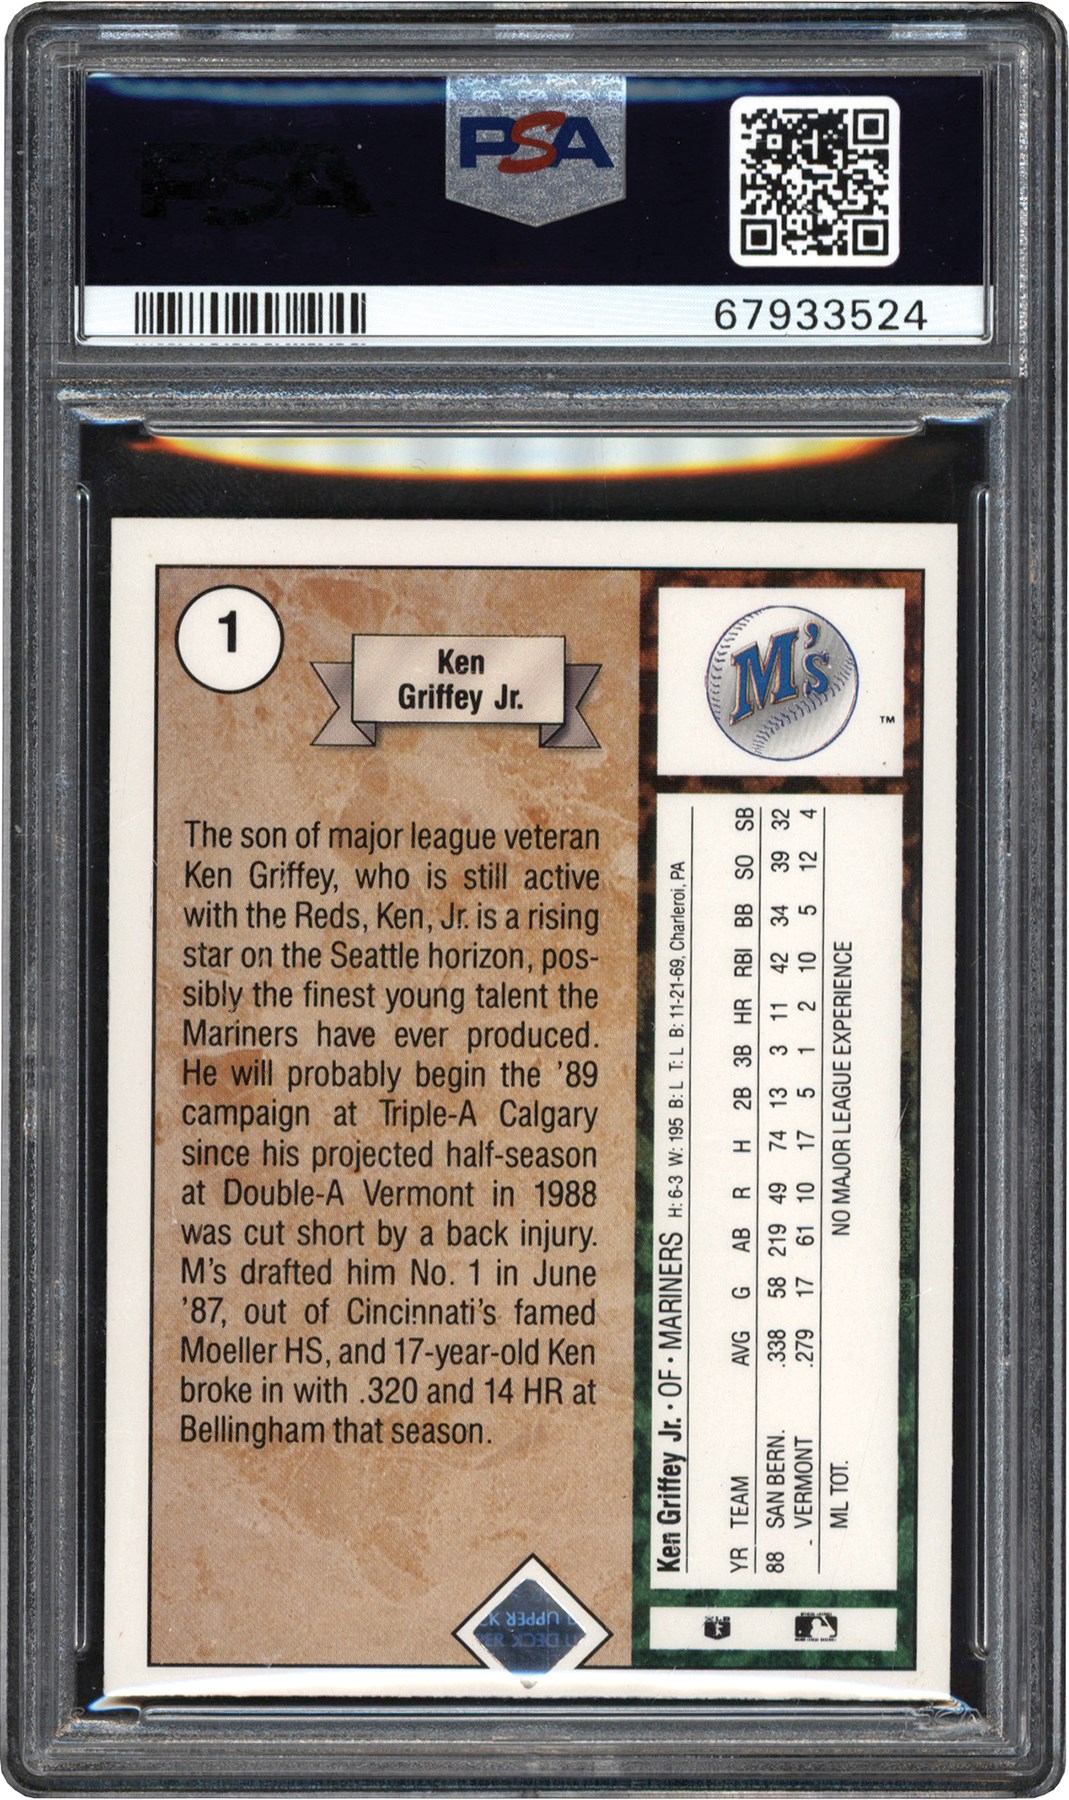 PSA
PSA
67933524
1
Ken
Griffey Jr.
The son of major league veteran
Ken Griffey, who is still active
with the Reds, Ken, Jr. is a rising
star on the Seattle horizon, pos-
sibly the finest young talent the
Mariners have ever produced.
He will probably begin the '89
campaign at Triple-A Calgary
since his projected half-season
at Double-A Vermont in 1988
was cut short by a back injury.
M's drafted him No. 1 in June
'87, out of Cincinnati's famed
Moeller HS, and 17-year-old Ken
broke in with .320 and 14 HR at
Bellingham that season.
M's
™
Ken Griffey Jr. · OF · MARINERS H: 6-3 W: 195 B: L T: L B: 11-21-69, Charleroi, PA
YR TEAM AVG G AB R H 2B 3B HR RBI BB SO SB
88 SAN BERN. .338 58 219 49 74 13 3 11 42 34 39 32
- VERMONT .279 17 61 10 17 5 1 2 10 5 12 4
ML TOT. NO MAJOR LEAGUE EXPERIENCE
UPPER
DECK